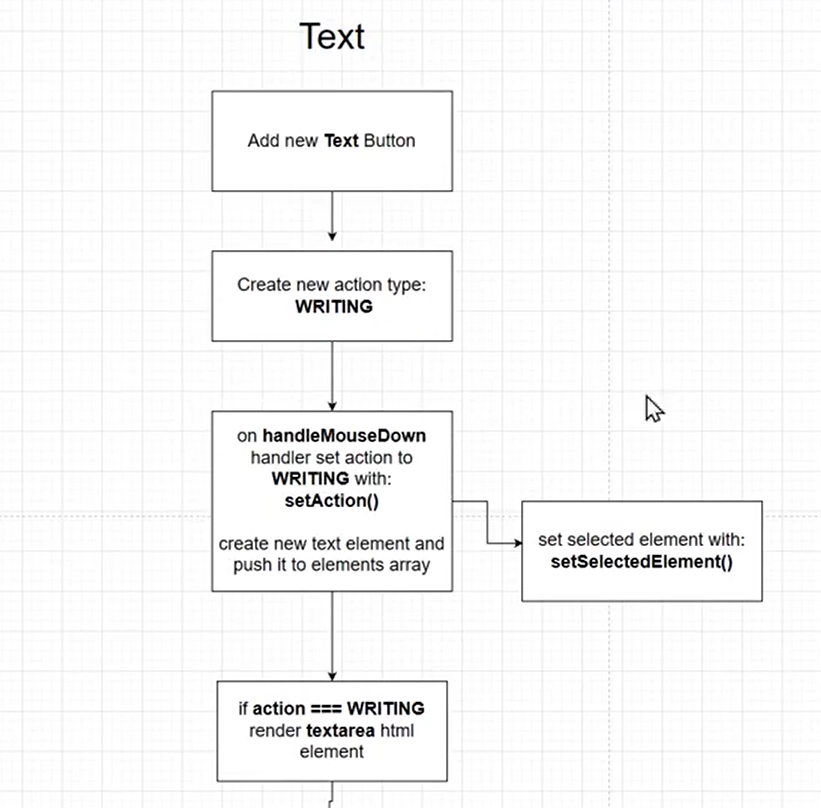 Text
Add new Text Button
Create new action type:
WRITING
on handleMouseDown
handler set action to
WRITING with:
setAction()
create new text element and
push it to elements array
set selected element with:
setSelectedElement()
if action === WRITING
render textarea html
element